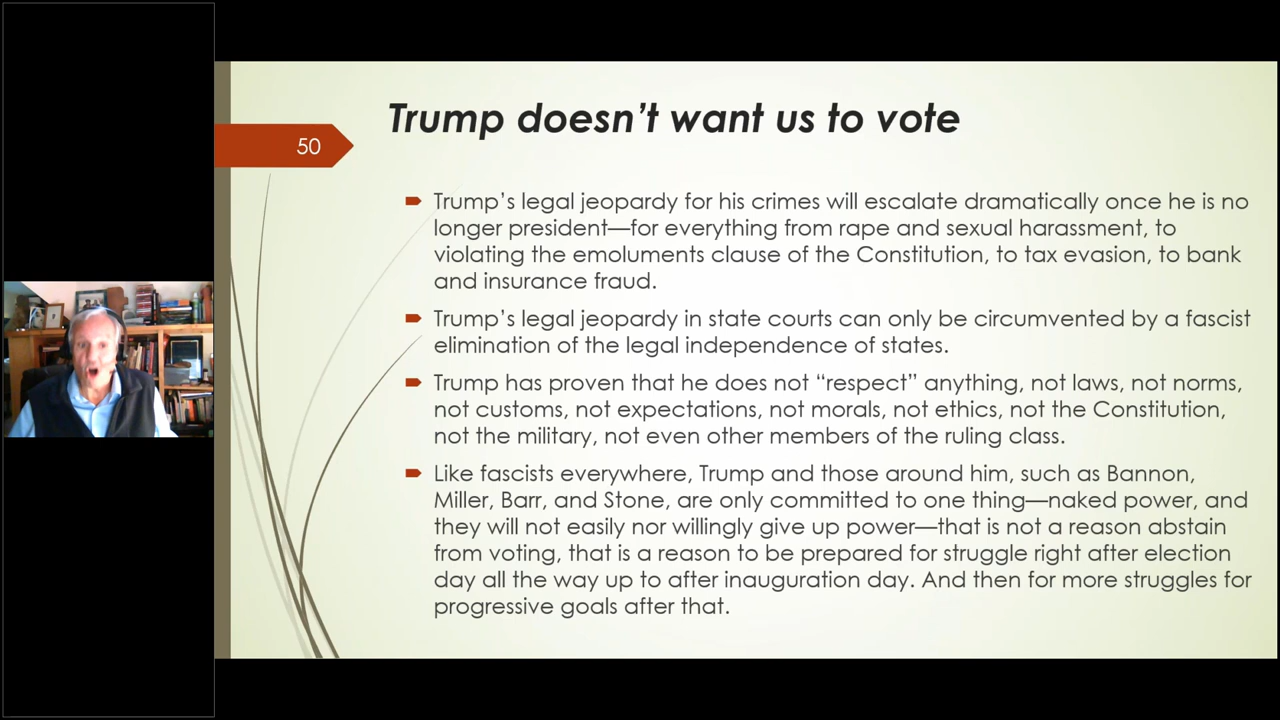 Trump doesn’t want us to vote
50
Trump’s legal jeopardy for his crimes will escalate dramatically once he is no
longer president—for everything from rape and sexual harassment, to
violating the emoluments clause of the Constitution, to tax evasion, to bank
and insurance fraud.
Trump’s legal jeopardy in state courts can only be circumvented by a fascist
elimination of the legal independence of states.
Trump has proven that he does not “respect” anything, not laws, not norms,
not customs, not expectations, not morals, not ethics, not the Constitution,
not the military, not even other members of the ruling class.
Like fascists everywhere, Trump and those around him, such as Bannon,
Miller, Barr, and Stone, are only committed to one thing—naked power, and
they will not easily nor willingly give up power—that is not a reason abstain
from voting, that is a reason to be prepared for struggle right after election
day all the way up to after inauguration day. And then for more struggles for
progressive goals after that.